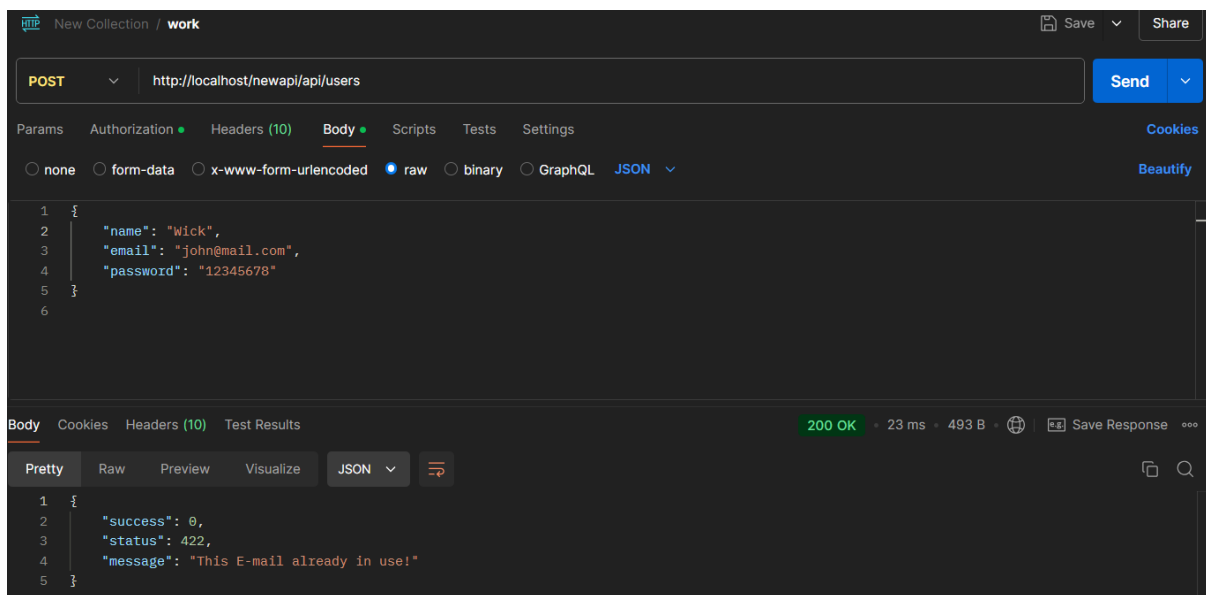 HTTP New Collection / work Save Share
POST http://localhost/newapi/api/users Send
Params Authorization Headers (10) Body Scripts Tests Settings Cookies
none form-data x-www-form-urlencoded raw binary GraphQL JSON Beautify
1 {
2 "name": "Wick",
3 "email": "john@mail.com",
4 "password": "12345678"
5 }
6
Body Cookies Headers (10) Test Results 200 OK 23 ms 493 B e.g. Save Response
Pretty Raw Preview Visualize JSON
1 {
2 "success": 0,
3 "status": 422,
4 "message": "This E-mail already in use!"
5 }